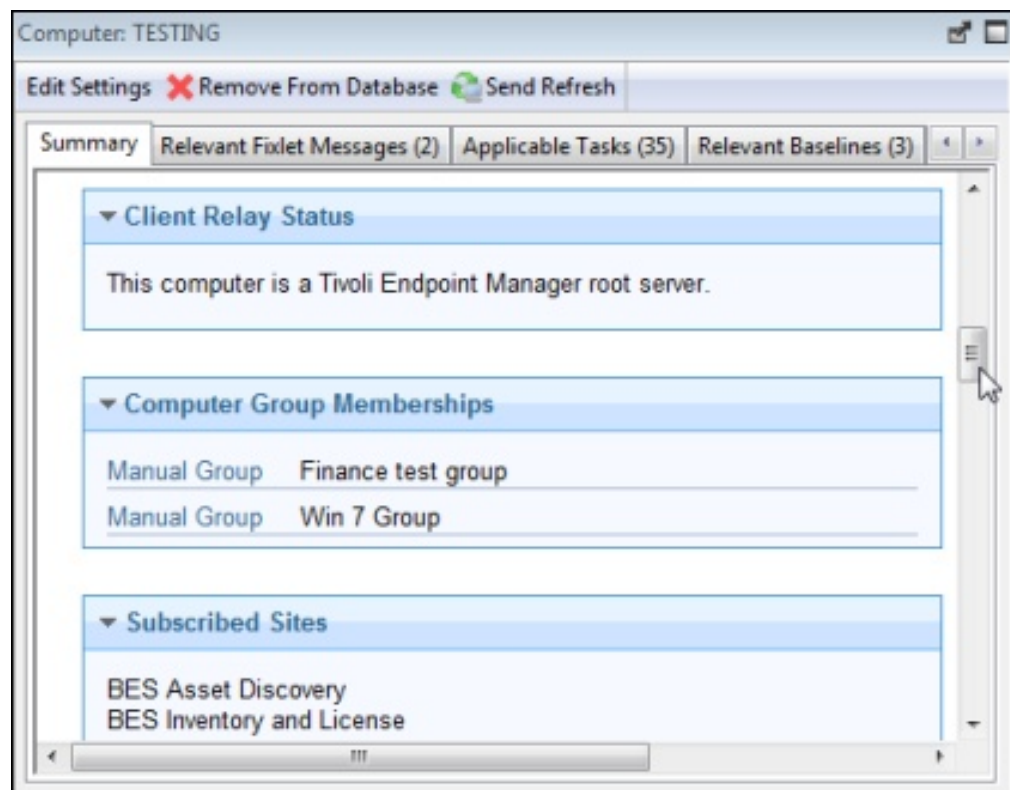 Computer: TESTING
Edit Settings Remove From Database Send Refresh
Summary Relevant Fixlet Messages (2) Applicable Tasks (35) Relevant Baselines (3)
Client Relay Status
This computer is a Tivoli Endpoint Manager root server.
Computer Group Memberships
Manual Group Finance test group
Manual Group Win 7 Group
Subscribed Sites
BES Asset Discovery
BES Inventory and License